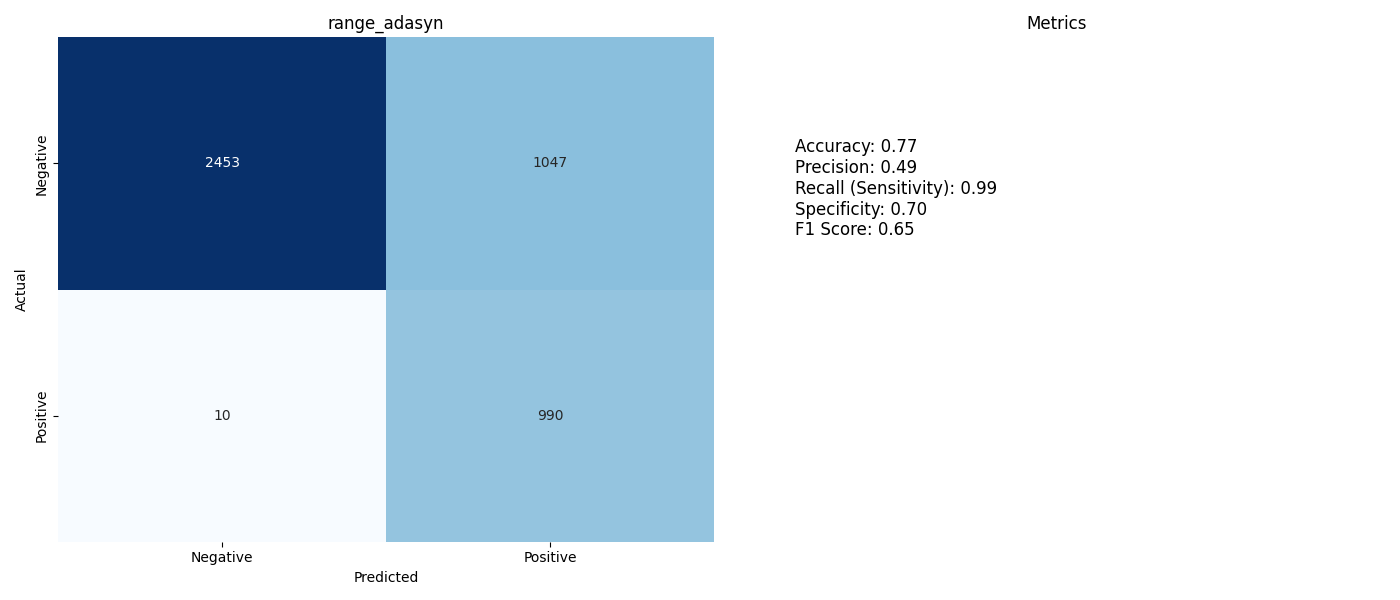 range_adasyn
Metrics
Actual
Negative
2453
1047
Positive
10
990
Negative
Positive
Predicted
Accuracy: 0.77
Precision: 0.49
Recall (Sensitivity): 0.99
Specificity: 0.70
F1 Score: 0.65